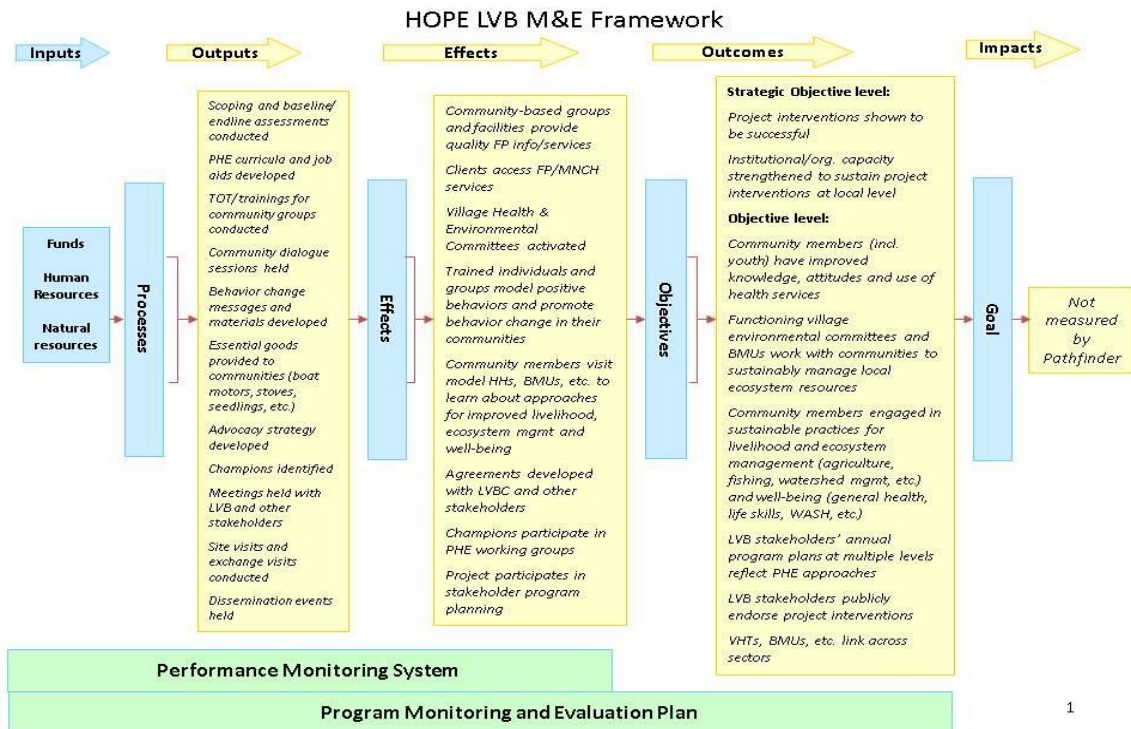 HOPE LVB M&E Framework
Inputs
Outputs
Effects
Outcomes
Impacts
Funds
Human
Resources
Natural
resources
Processes
Scoping and baseline/
endline assessments
conducted
PHE curricula and job
aids developed
TOT/trainings for
community groups
conducted
Community dialogue
sessions held
Behavior change
messages and
materials developed
Essential goods
provided to
communities (boat
motors, stoves,
seedlings, etc.)
Advocacy strategy
developed
Champions identified
Meetings held with
LVB and other
stakeholders
Site visits and
exchange visits
conducted
Dissemination events
held
Effects
Community-based groups
and facilities provide
quality FP info/services
Clients access FP/MNCH
services
Village Health &
Environmental
Committees activated
Trained individuals and
groups model positive
behaviors and promote
behavior change in their
communities
Community members visit
model HHs, BMUs, etc. to
learn about approaches
for improved livelihood,
ecosystem mgmt and
well-being
Agreements developed
with LVBC and other
stakeholders
Champions participate in
PHE working groups
Project participates in
stakeholder program
planning
Objectives
Strategic Objective level:
Project interventions shown to
be successful
Institutional/org. capacity
strengthened to sustain project
interventions at local level
Objective level:
Community members (incl.
youth) have improved
knowledge, attitudes and use of
health services
Functioning village
environmental committees and
BMUs work with communities to
sustainably manage local
ecosystem resources
Community members engaged in
sustainable practices for
livelihood and ecosystem
management (agriculture,
fishing, watershed mgmt, etc.)
and well-being (general health,
life skills, WASH, etc.)
LVB stakeholders’ annual
program plans at multiple levels
reflect PHE approaches
LVB stakeholders publicly
endorse project interventions
VHTs, BMUs, etc. link across
sectors
Goal
Not
measured
by
Pathfinder
Performance Monitoring System
Program Monitoring and Evaluation Plan
1